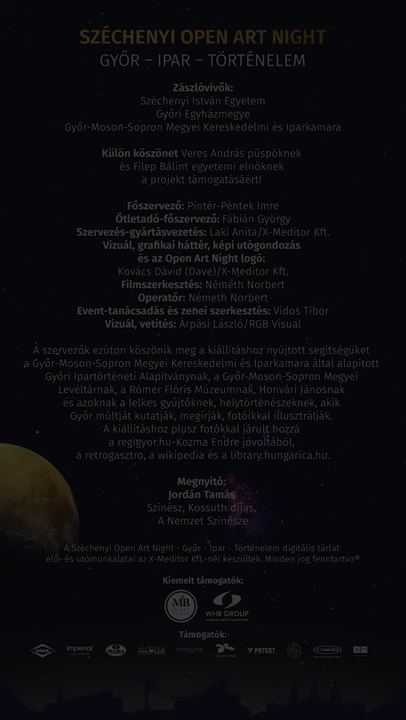 SZÉCHENYI OPEN ART NIGHT
GYŐR – IPAR – TÖRTÉNELEM
Zászlóvivők:
Széchenyi István Egyetem
Győri Egyházmegye
Győr-Moson-Sopron Megyei Kereskedelmi és Iparkamara
Külön köszönet Veres András püspöknek
és Filep Bálint egyetemi elnöknek
a projekt támogatásáért!
Főszervező: Pintér-Péntek Imre
Ötletadó-főszervező: Fábián György
Szervezés-gyártásvezetés: Laki Anita/X-Meditor Kft.
Vizuál, grafikai háttér, képi utógondozás
és az Open Art Night logó:
Kovács Dávid (Dave)/X-Meditor Kft.
Filmszerkesztés: Németh Norbert
Operatőr: Németh Norbert
Event-tanácsadás és zenei szerkesztés: Vidos Tibor
Vizuál, vetítés: Árpási László/RGB Visual
A szervezők ezúton köszönik meg a kiállításhoz nyújtott segítségüket
a Győr-Moson-Sopron Megyei Kereskedelmi és Iparkamara által alapított
Győri Ipartörténeti Alapítványnak, a Győr-Moson-Sopron Megyei
Levéltárnak, a Rómer Flóris Múzeumnak, Honvári Jánosnak
és azoknak a lelkes gyűjtőknek, helytörténészeknek, akik
Győr múltját kutatják, megírják, fotóikkal illusztrálják.
A kiállításhoz plusz fotókkal járult hozzá
a regigyor.hu-Kozma Endre jóvoltából,
a retrogasztro, a wikipedia és a library.hungarica.hu.
Megnyitó:
Jordán Tamás
Színész, Kossuth díjas,
A Nemzet Színésze
A Széchenyi Open Art Night - Győr - Ipar - Történelem digitális tárlat
elő- és utómunkálatai az X-Meditor Kft.-nél készültek. Minden jog fenntartva®
Kiemelt támogatók:
MIB
WHB GROUP
Támogatók:
imperial
PATENT